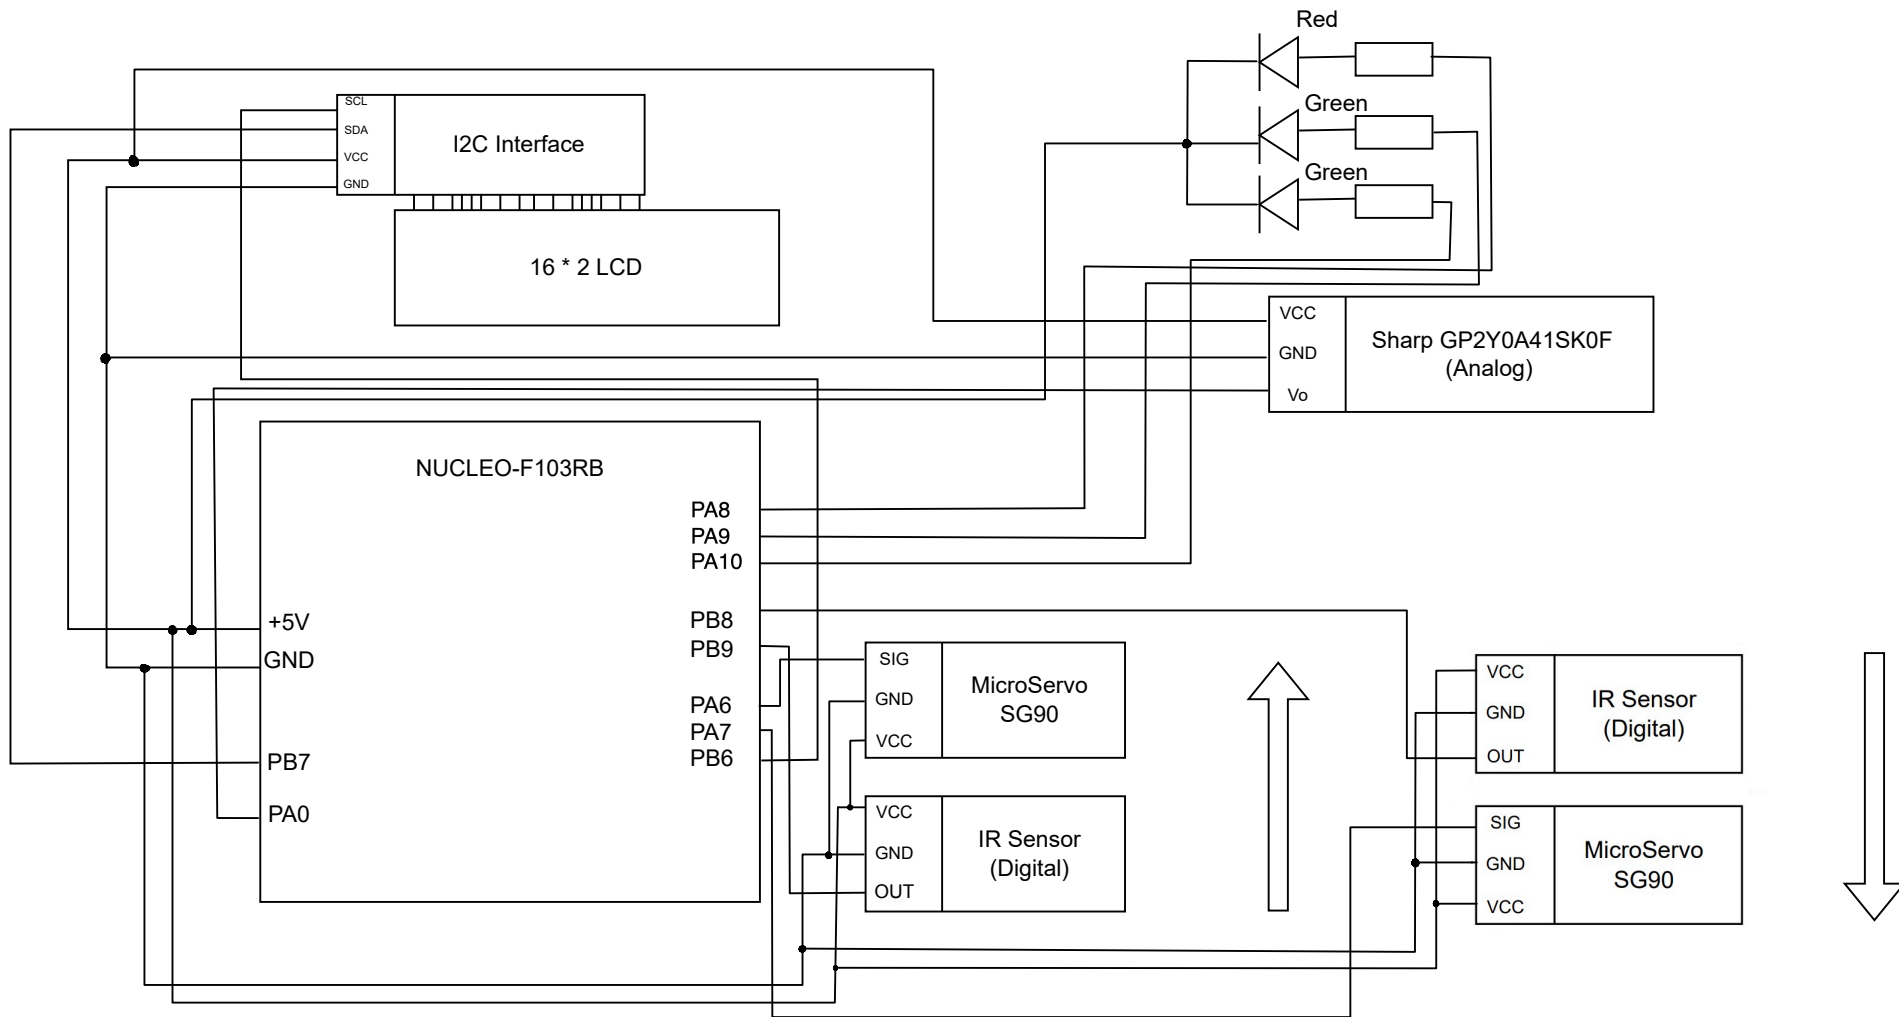 Red
Green
Green
SCL
SDA
VCC
GND
I2C Interface
16 * 2 LCD
VCC
GND
Vo
Sharp GP2Y0A41SK0F
(Analog)
NUCLEO-F103RB
+5V
GND
PB7
PA0
PA8
PA9
PA10
PB8
PB9
PA6
PA7
PB6
SIG
GND
VCC
MicroServo
SG90
VCC
GND
OUT
IR Sensor
(Digital)
VCC
GND
OUT
IR Sensor
(Digital)
SIG
GND
VCC
MicroServo
SG90